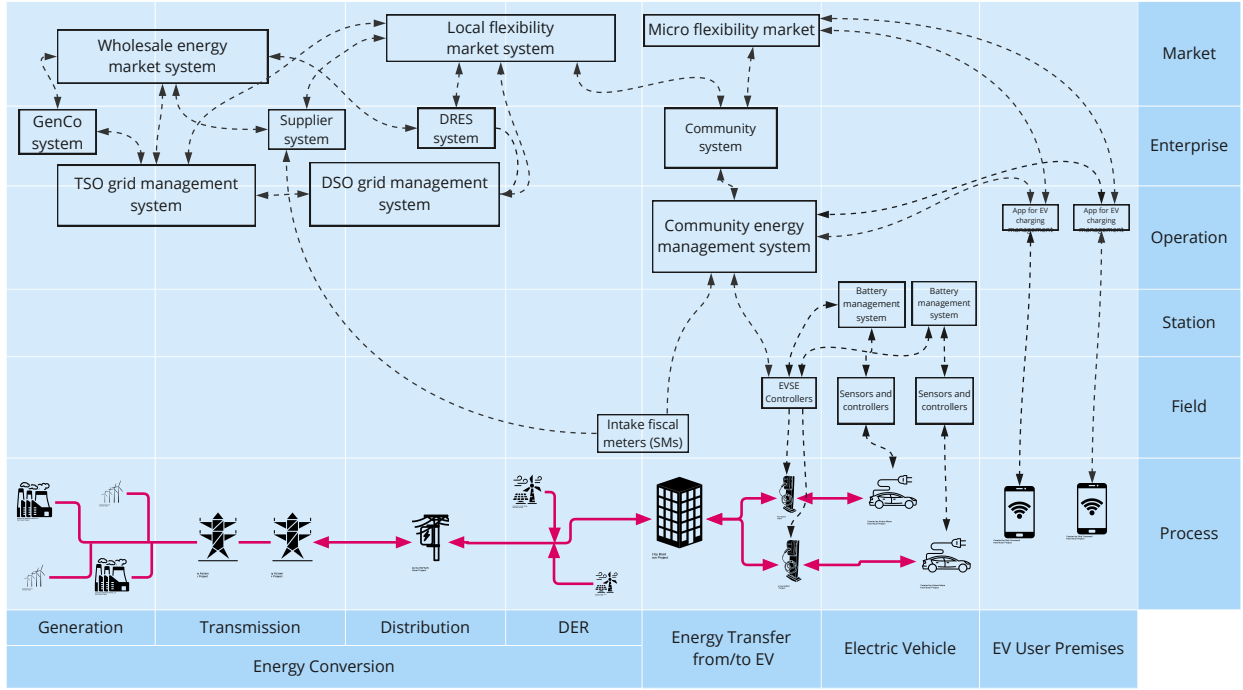 Wholesale energy
market system
Local flexibility
market system
Micro flexibility market
Market
GenCo
system
Supplier
system
DRES
system
Community
system
Enterprise
TSO grid management
system
DSO grid management
system
Community energy
management system
App for EV
charging
management
App for EV
charging
management
Operation
Battery
management
system
Battery
management
system
Station
EVSE
Controllers
Sensors and
controllers
Sensors and
controllers
Intake fiscal
meters (SMs)
Field
Process
Generation
Transmission
Distribution
DER
Energy Transfer
from/to EV
Electric Vehicle
EV User Premises
Energy Conversion